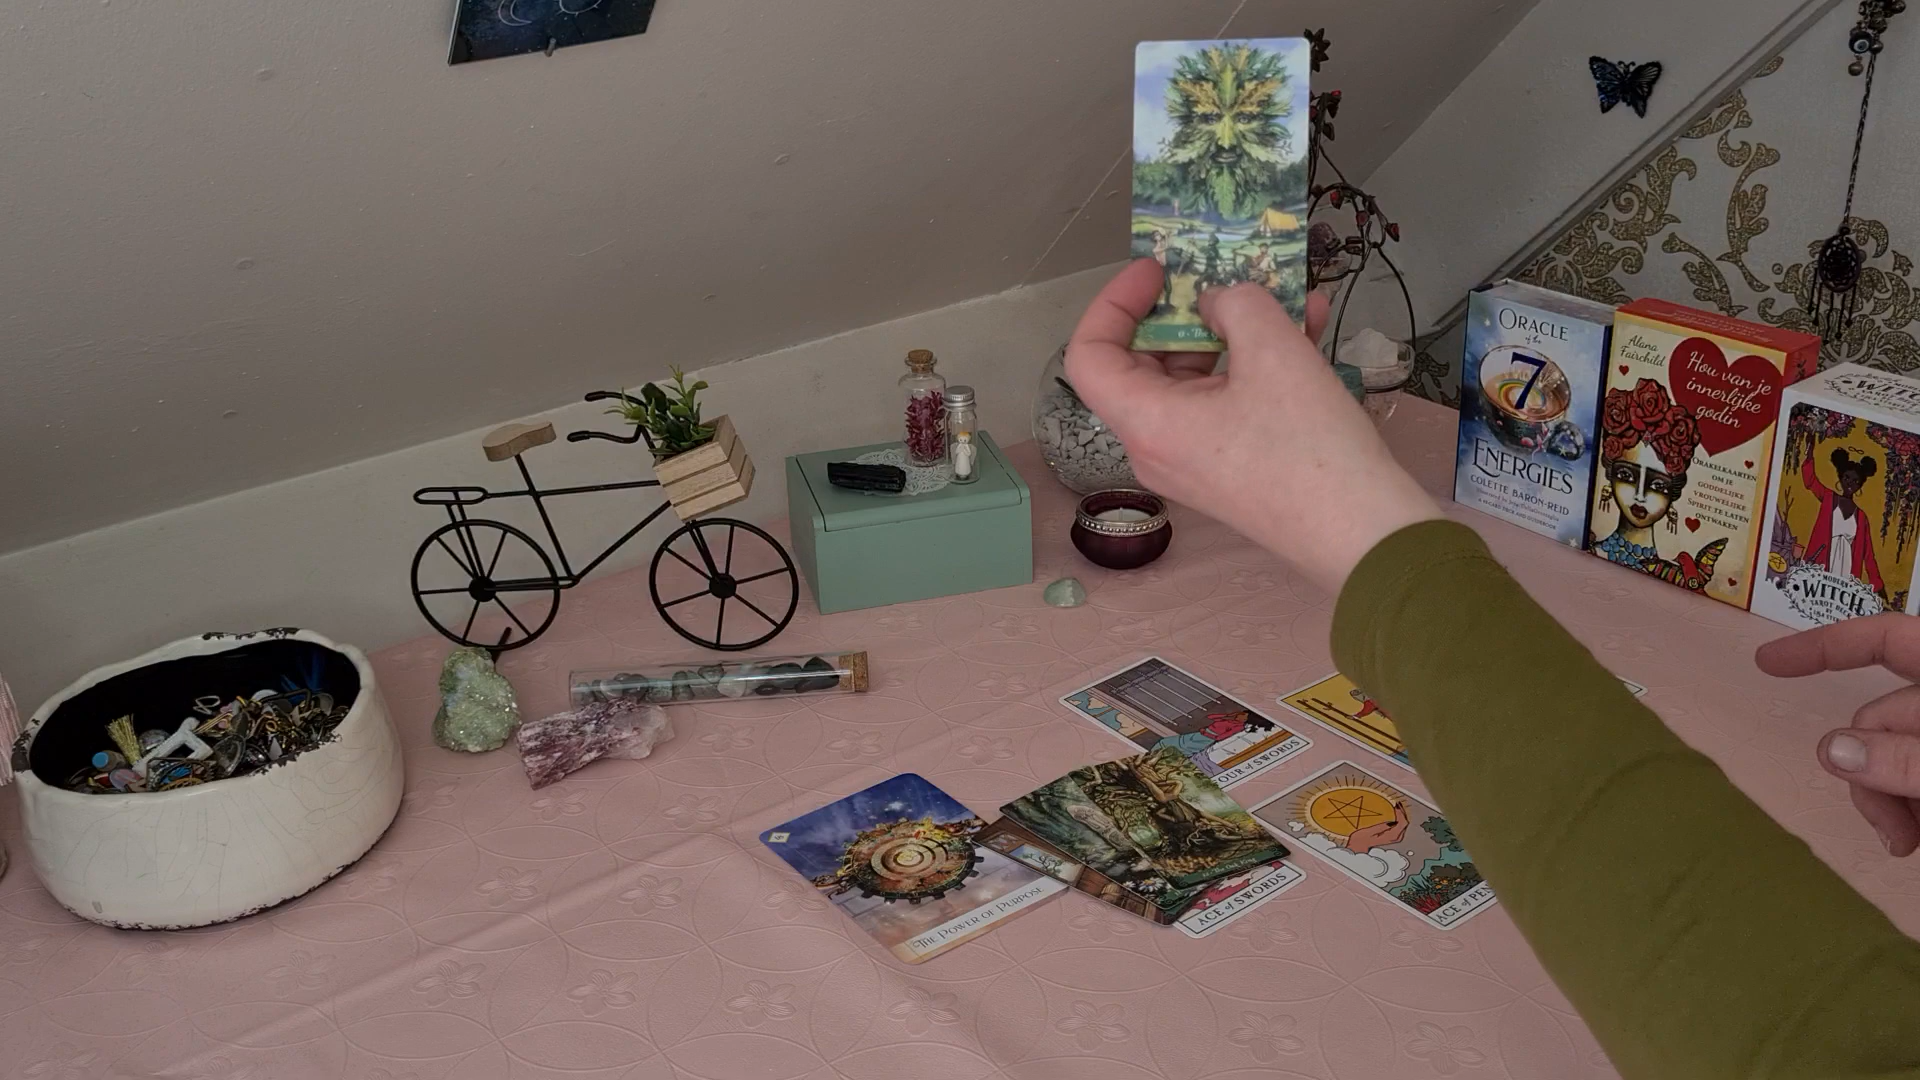 ORACLE
of the
7
ENERGIES
COLETTE BARON-REID
Alana
Fairchild
Hou van je
innerlijke
godin
ORAKELKAARTEN
OM JE
GODDELIJKE
VROUWELIJKE
SPIRIT TE LATEN
ONTWAKEN
WITCH
MODERN
WITCH
TAROT DECK
FOUR of SWORDS
ACE of SWORDS
ACE of PEN
THE POWER OF PURPOSE